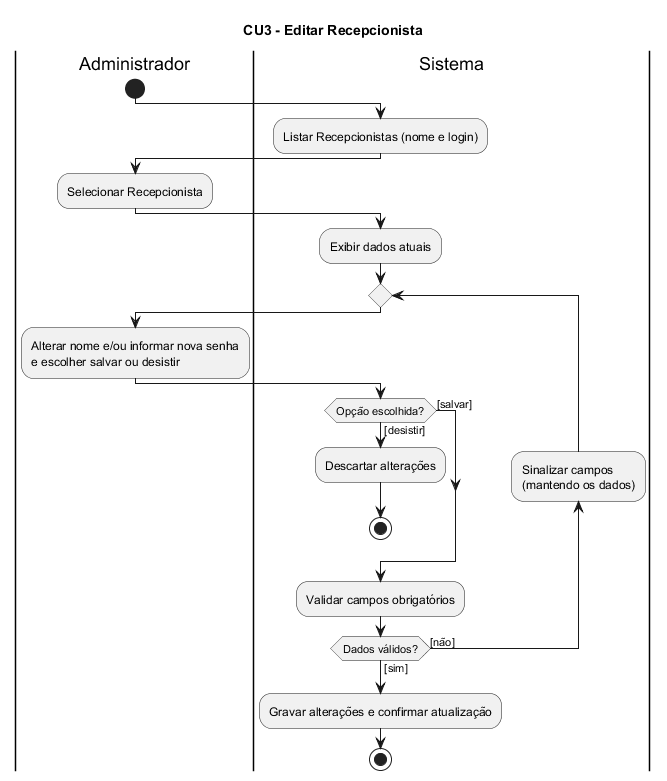 CU3 - Editar Recepcionista
Administrador
Sistema
Listar Recepcionistas (nome e login)
Selecionar Recepcionista
Exibir dados atuais
Alterar nome e/ou informar nova senha
e escolher salvar ou desistir
Opção escolhida?
[salvar]
[desistir]
Descartar alterações
Sinalizar campos
(mantendo os dados)
Validar campos obrigatórios
Dados válidos?
[não]
[sim]
Gravar alterações e confirmar atualização